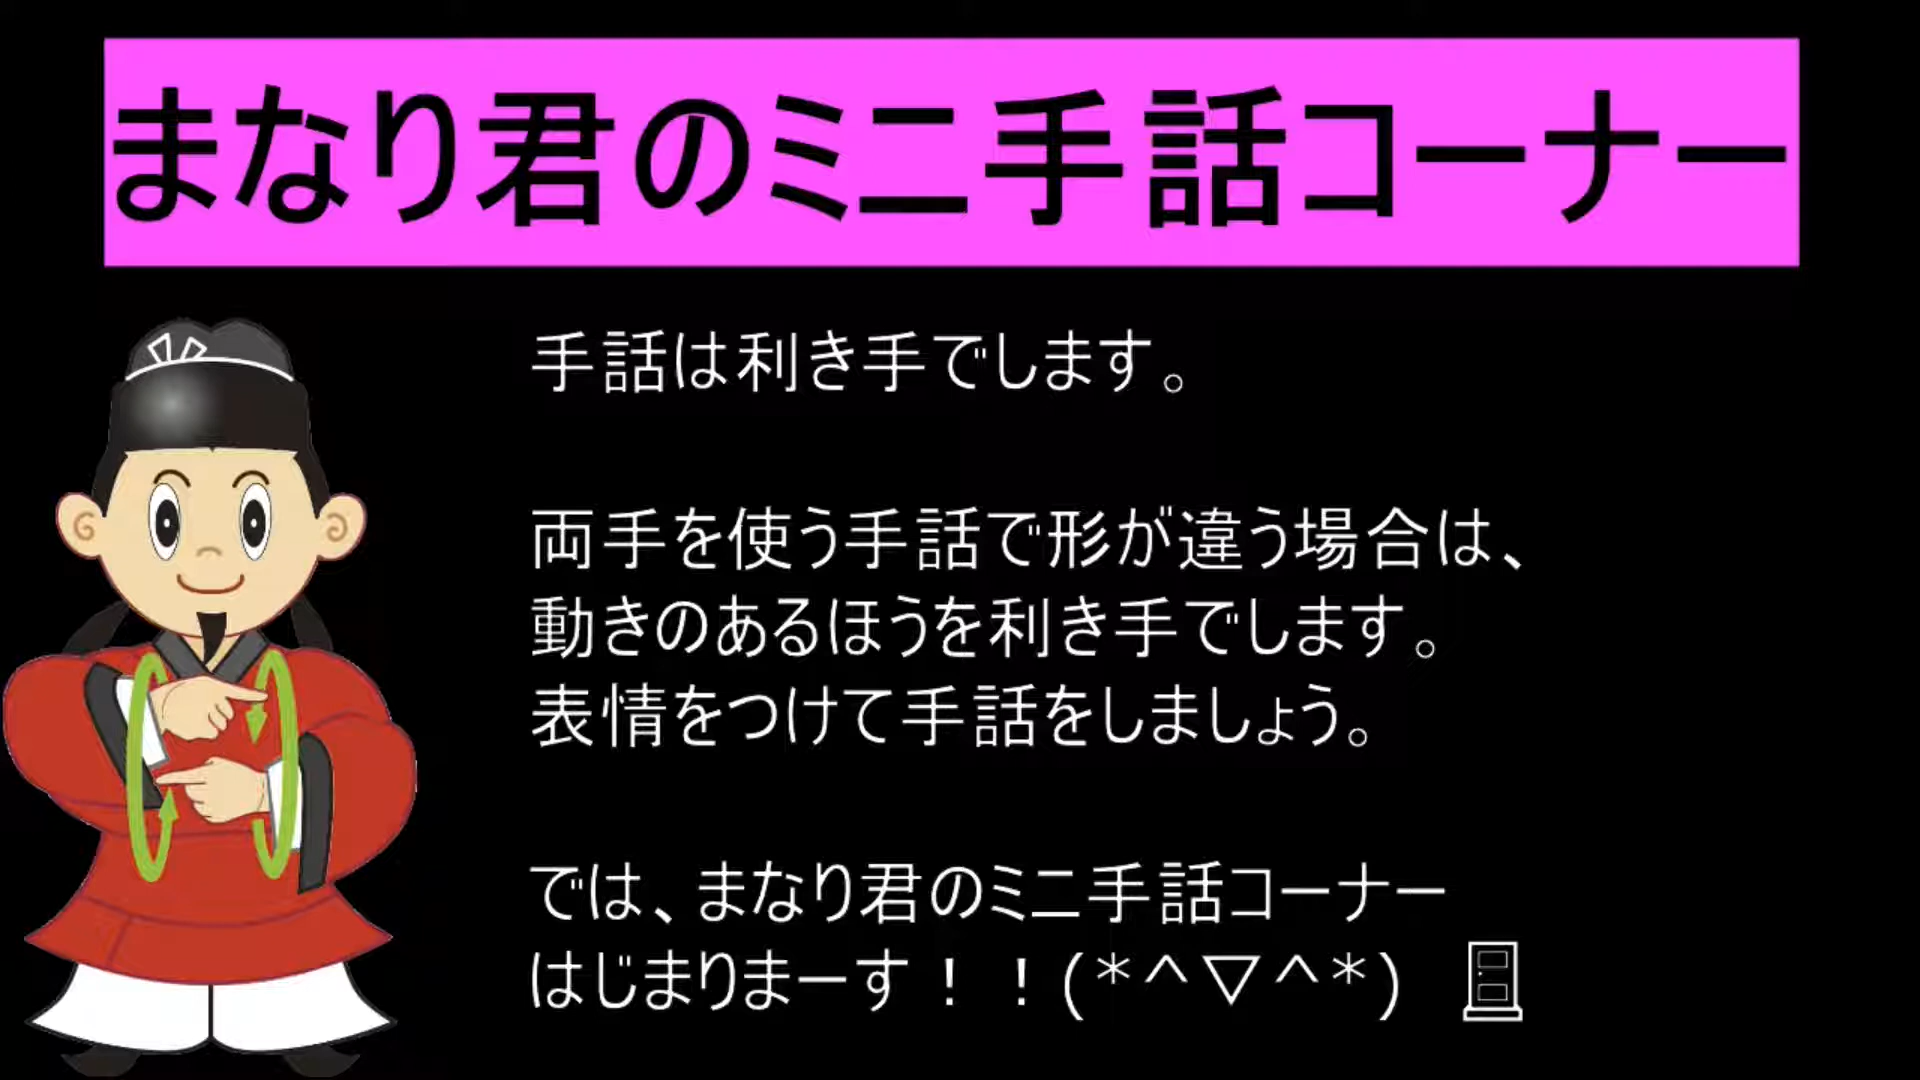 まなり君のミニ手話コーナー
手話は利き手でします。
両手を使う手話で形が違う場合は、
動きのあるほうを利き手でします。
表情をつけて手話をしましょう。
では、まなり君のミニ手話コーナー
はじまりまーす！！(*^▽^*) 🚪